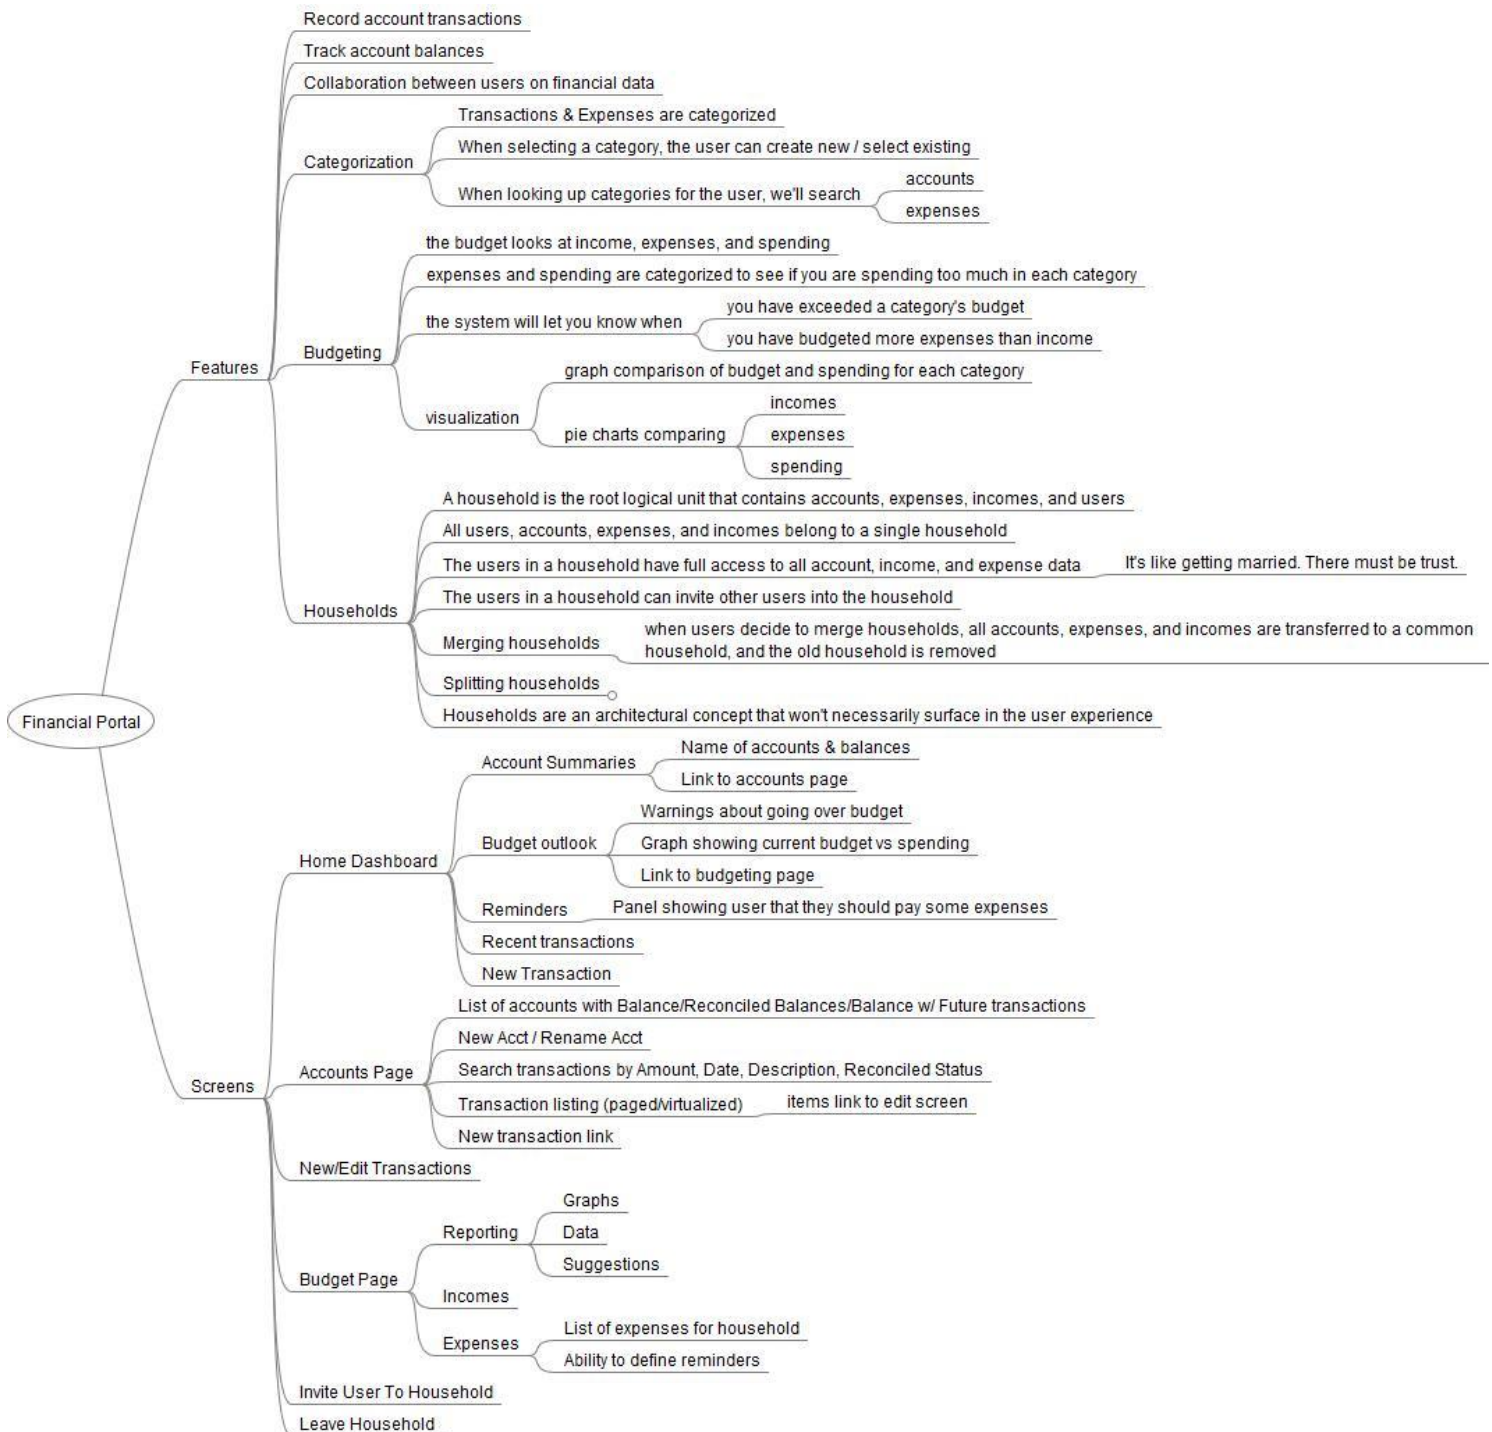 Record account transactions
Track account balances
Collaboration between users on financial data
Transactions & Expenses are categorized
When selecting a category, the user can create new / select existing
Categorization
accounts
When looking up categories for the user, we'll search
expenses
the budget looks at income, expenses, and spending
expenses and spending are categorized to see if you are spending too much in each category
you have exceeded a category's budget
the system will let you know when
you have budgeted more expenses than income
Budgeting
Features
graph comparison of budget and spending for each category
incomes
visualization
pie charts comparing
expenses
spending
A household is the root logical unit that contains accounts, expenses, incomes, and users
All users, accounts, expenses, and incomes belong to a single household
The users in a household have full access to all account, income, and expense data
It's like getting married. There must be trust.
The users in a household can invite other users into the household
Households
when users decide to merge households, all accounts, expenses, and incomes are transferred to a common
household, and the old household is removed
Merging households
Splitting households
Households are an architectural concept that won't necessarily surface in the user experience
Financial Portal
Name of accounts & balances
Account Summaries
Link to accounts page
Warnings about going over budget
Budget outlook
Graph showing current budget vs spending
Home Dashboard
Link to budgeting page
Reminders
Panel showing user that they should pay some expenses
Recent transactions
New Transaction
List of accounts with Balance/Reconciled Balances/Balance w/ Future transactions
New Acct / Rename Acct
Accounts Page
Search transactions by Amount, Date, Description, Reconciled Status
Screens
Transaction listing (paged/virtualized)
items link to edit screen
New transaction link
New/Edit Transactions
Graphs
Reporting
Data
Suggestions
Budget Page
Incomes
List of expenses for household
Expenses
Ability to define reminders
Invite User To Household
Leave Household